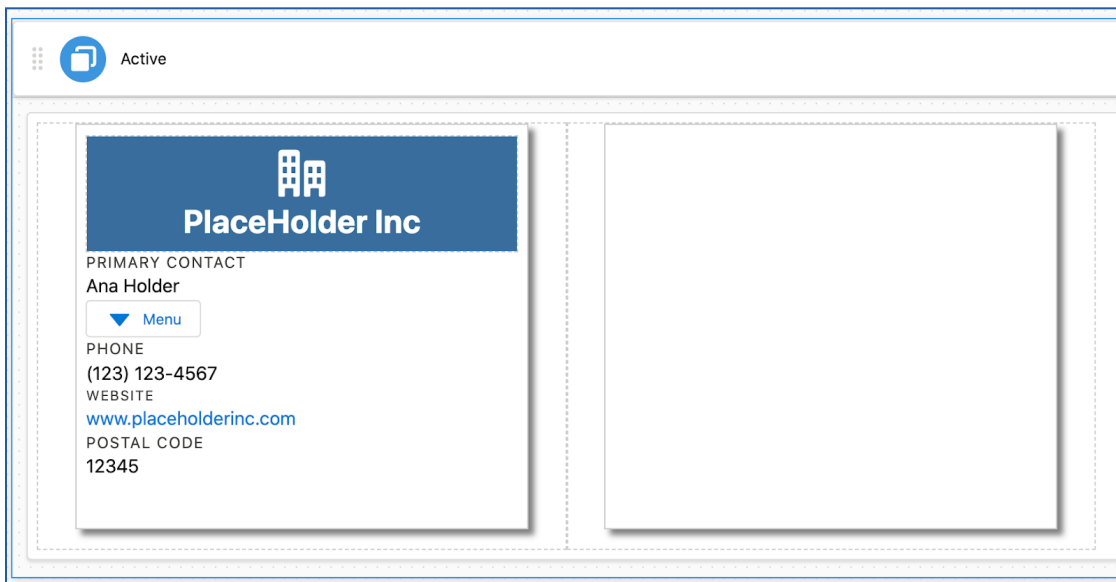 Active
PlaceHolder Inc
PRIMARY CONTACT
Ana Holder
Menu
PHONE
(123) 123-4567
WEBSITE
www.placeholderinc.com
POSTAL CODE
12345